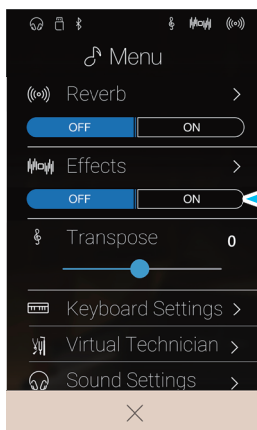 Menu
Reverb
OFF ON
Effects
OFF ON
Transpose 0
Keyboard Settings
Virtual Technician
Sound Settings